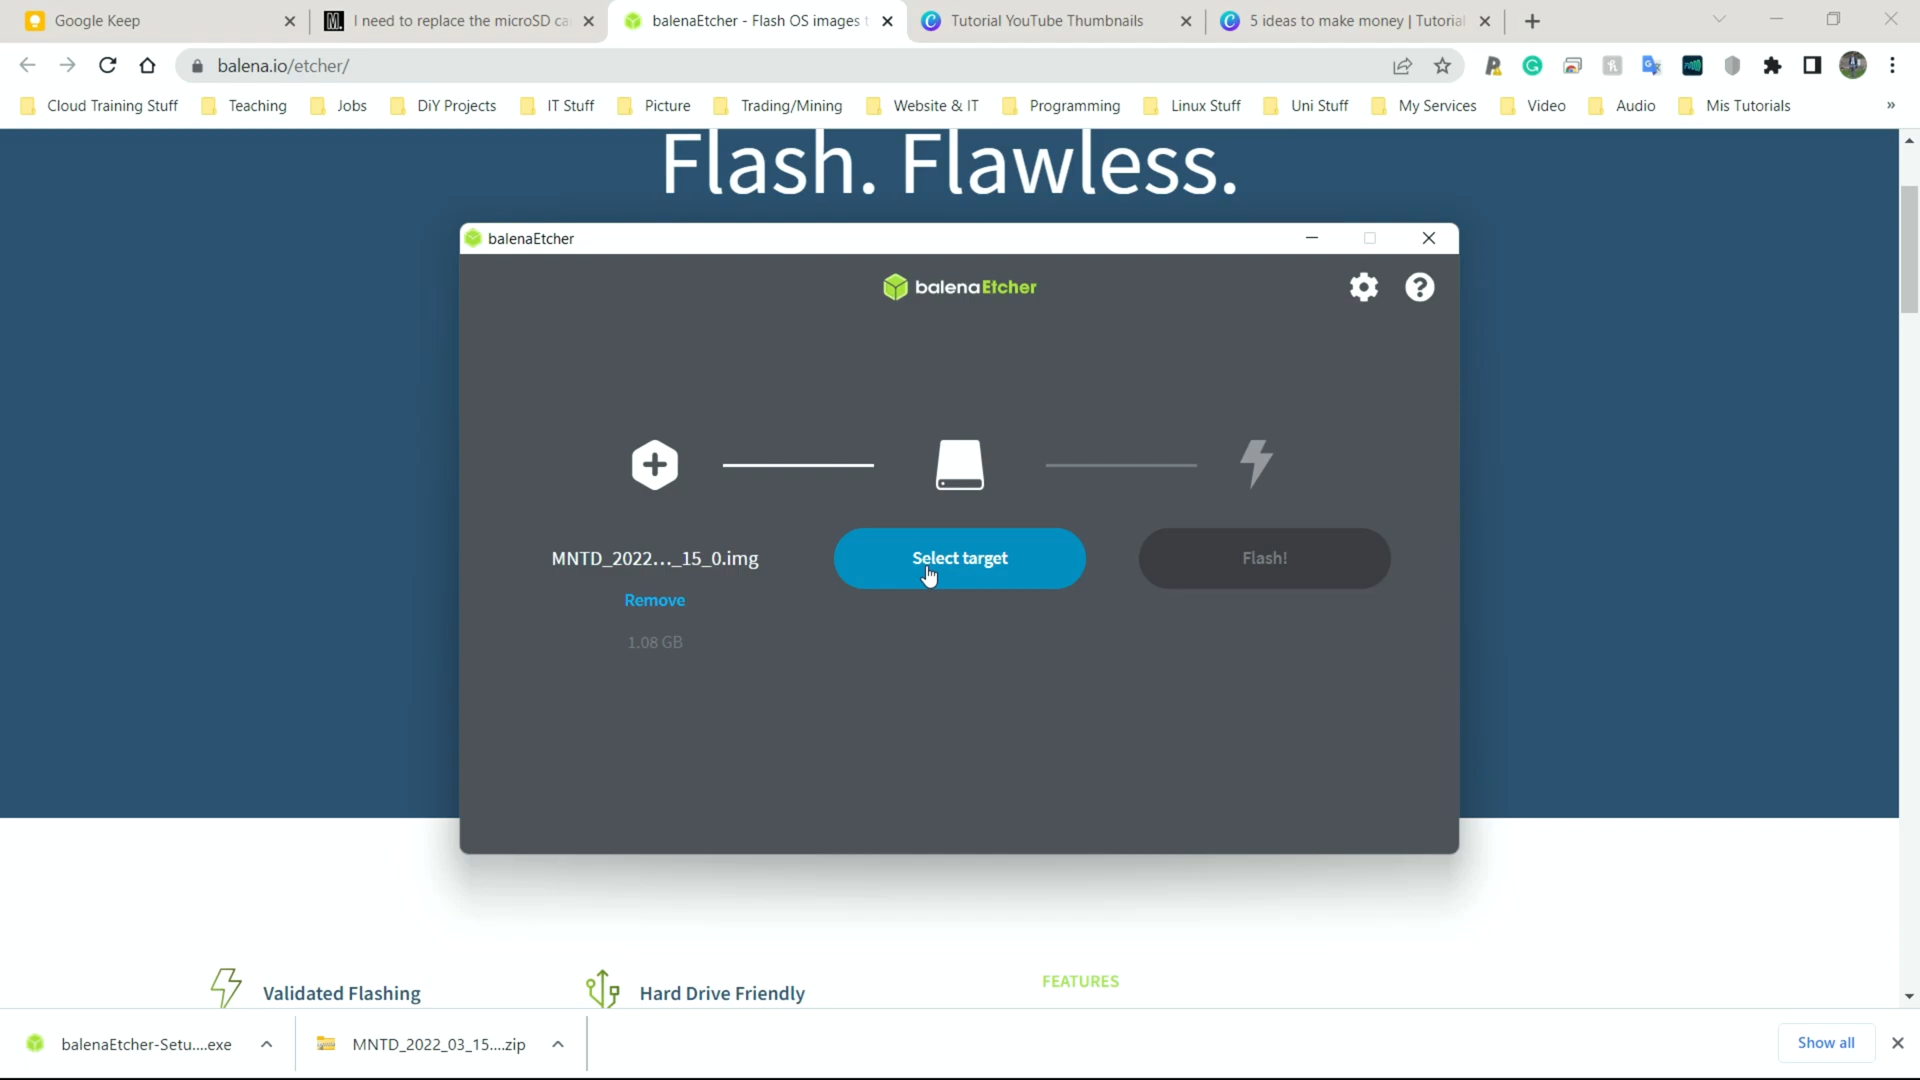 Google Keep
I need to replace the microSD ca
balenaEtcher - Flash OS images t
Tutorial YouTube Thumbnails
5 ideas to make money | Tutorial
balena.io/etcher/
Cloud Training Stuff
Teaching
Jobs
DiY Projects
IT Stuff
Picture
Trading/Mining
Website & IT
Programming
Linux Stuff
Uni Stuff
My Services
Video
Audio
Mis Tutorials
»
Flash. Flawless.
balenaEtcher
balenaEtcher
MNTD_2022..._15_0.img
Select target
Flash!
Remove
1.08 GB
Validated Flashing
Hard Drive Friendly
FEATURES
balenaEtcher-Setu....exe
MNTD_2022_03_15....zip
Show all